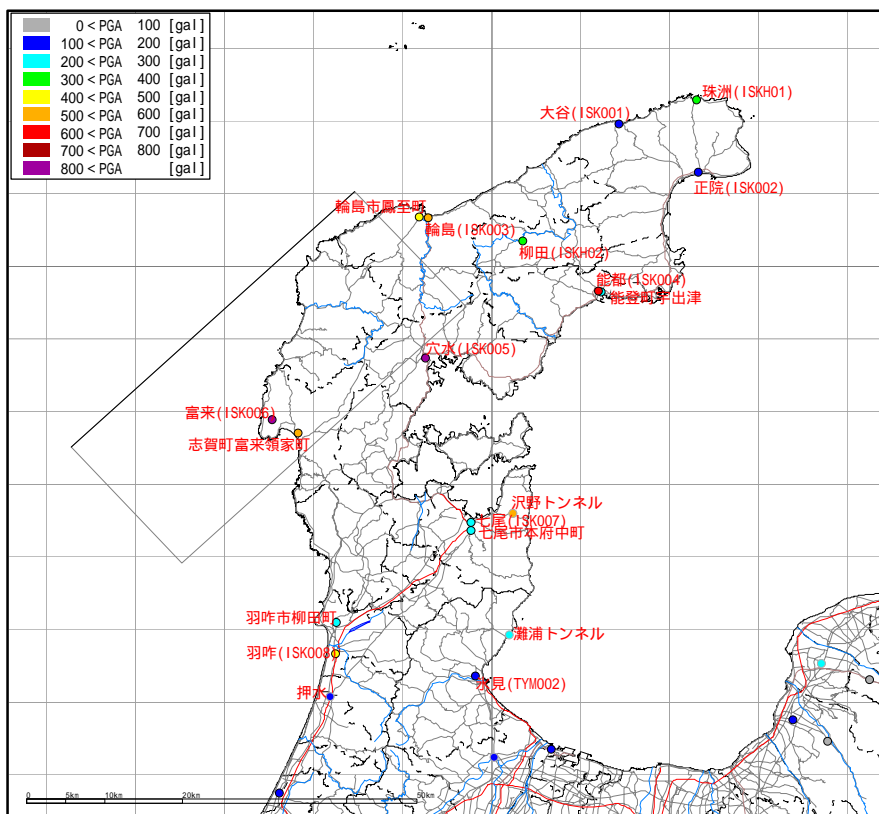 0 < PGA 100 [gal]
100 < PGA 200 [gal]
200 < PGA 300 [gal]
300 < PGA 400 [gal]
400 < PGA 500 [gal]
500 < PGA 600 [gal]
600 < PGA 700 [gal]
700 < PGA 800 [gal]
800 < PGA [gal]
珠洲(ISKH01)
大谷(ISK001)
正院(ISK002)
輪島市鳳至町
輪島(ISK003)
柳田(ISKH02)
能都(ISK004)
能登町宇出津
穴水(ISK005)
富来(ISK006)
志賀町富来領家町
沢野トンネル
七尾(ISK007)
七尾市本府中町
羽咋市柳田町
灘浦トンネル
羽咋(ISK008
氷見(TYM002)
押水
0 5km 10km 20km 50km